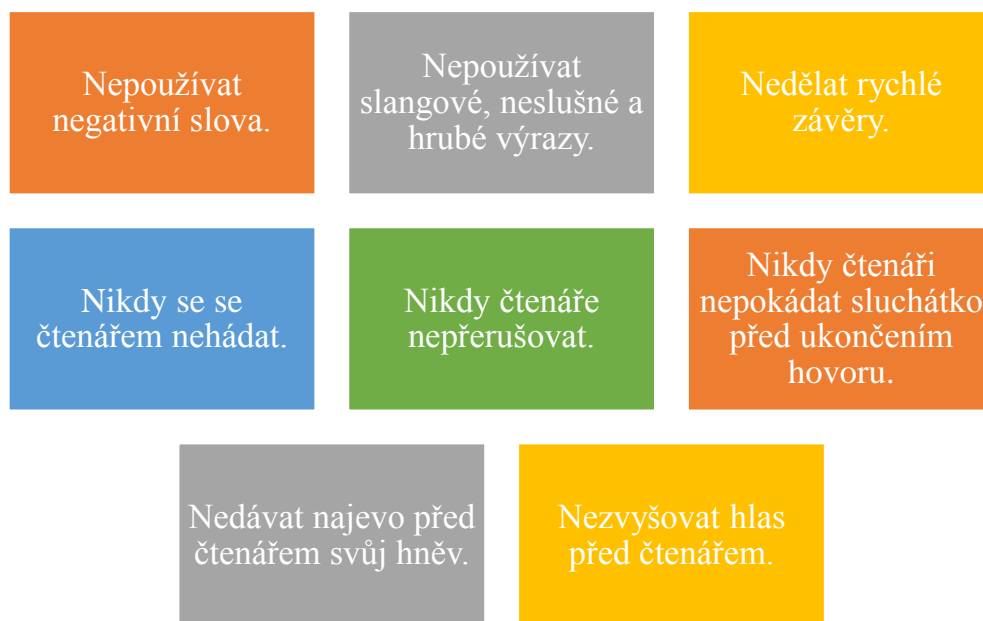 Nepoužívat
negativní slova.
Nepoužívat
slangové, neslušné a
hrubé výrazy.
Nedělat rychlé
závěry.
Nikdy se se
čtenářem nehádat.
Nikdy čtenáře
nepřerušovat.
Nikdy čtenáři
nepokádat sluchátko
před ukončením
hovoru.
Nedávat najevo před
čtenářem svůj hněv.
Nezvyšovat hlas
před čtenářem.